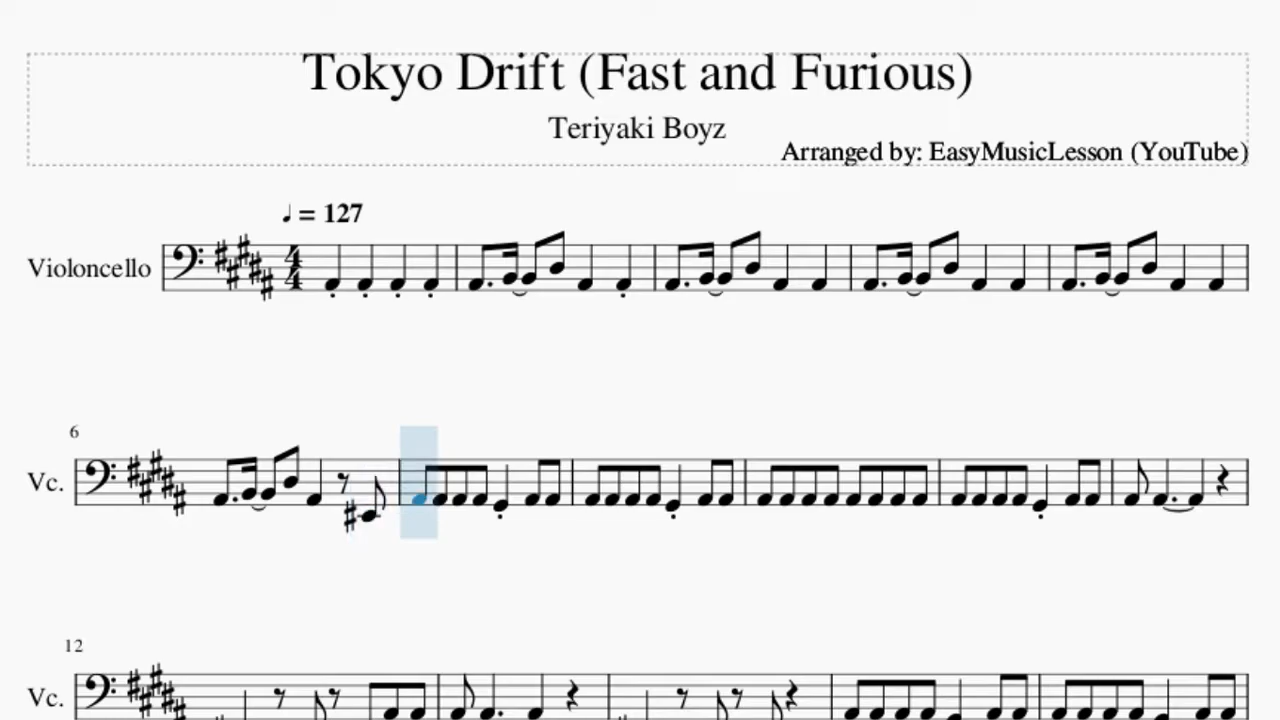 Tokyo Drift (Fast and Furious)
Teriyaki Boyz
Arranged by: EasyMusicLesson (YouTube)
♩ = 127
Violoncello
4
4
6
Vc.
12
Vc.